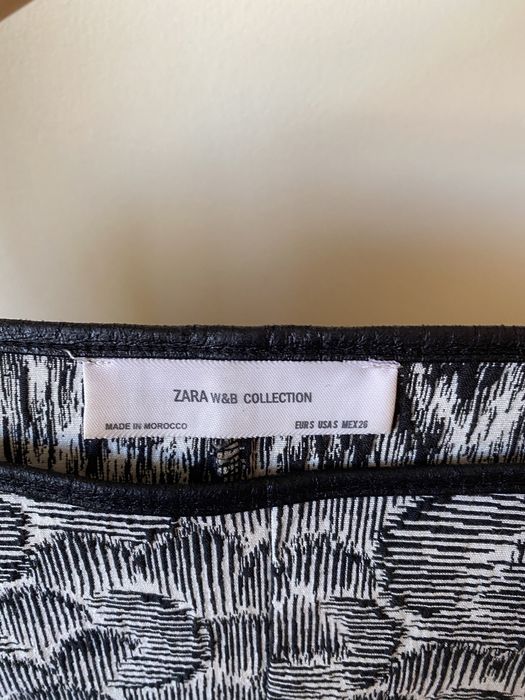 ZARA W&B COLLECTION
MADE IN MOROCCO
EUR S USA S MEX 26